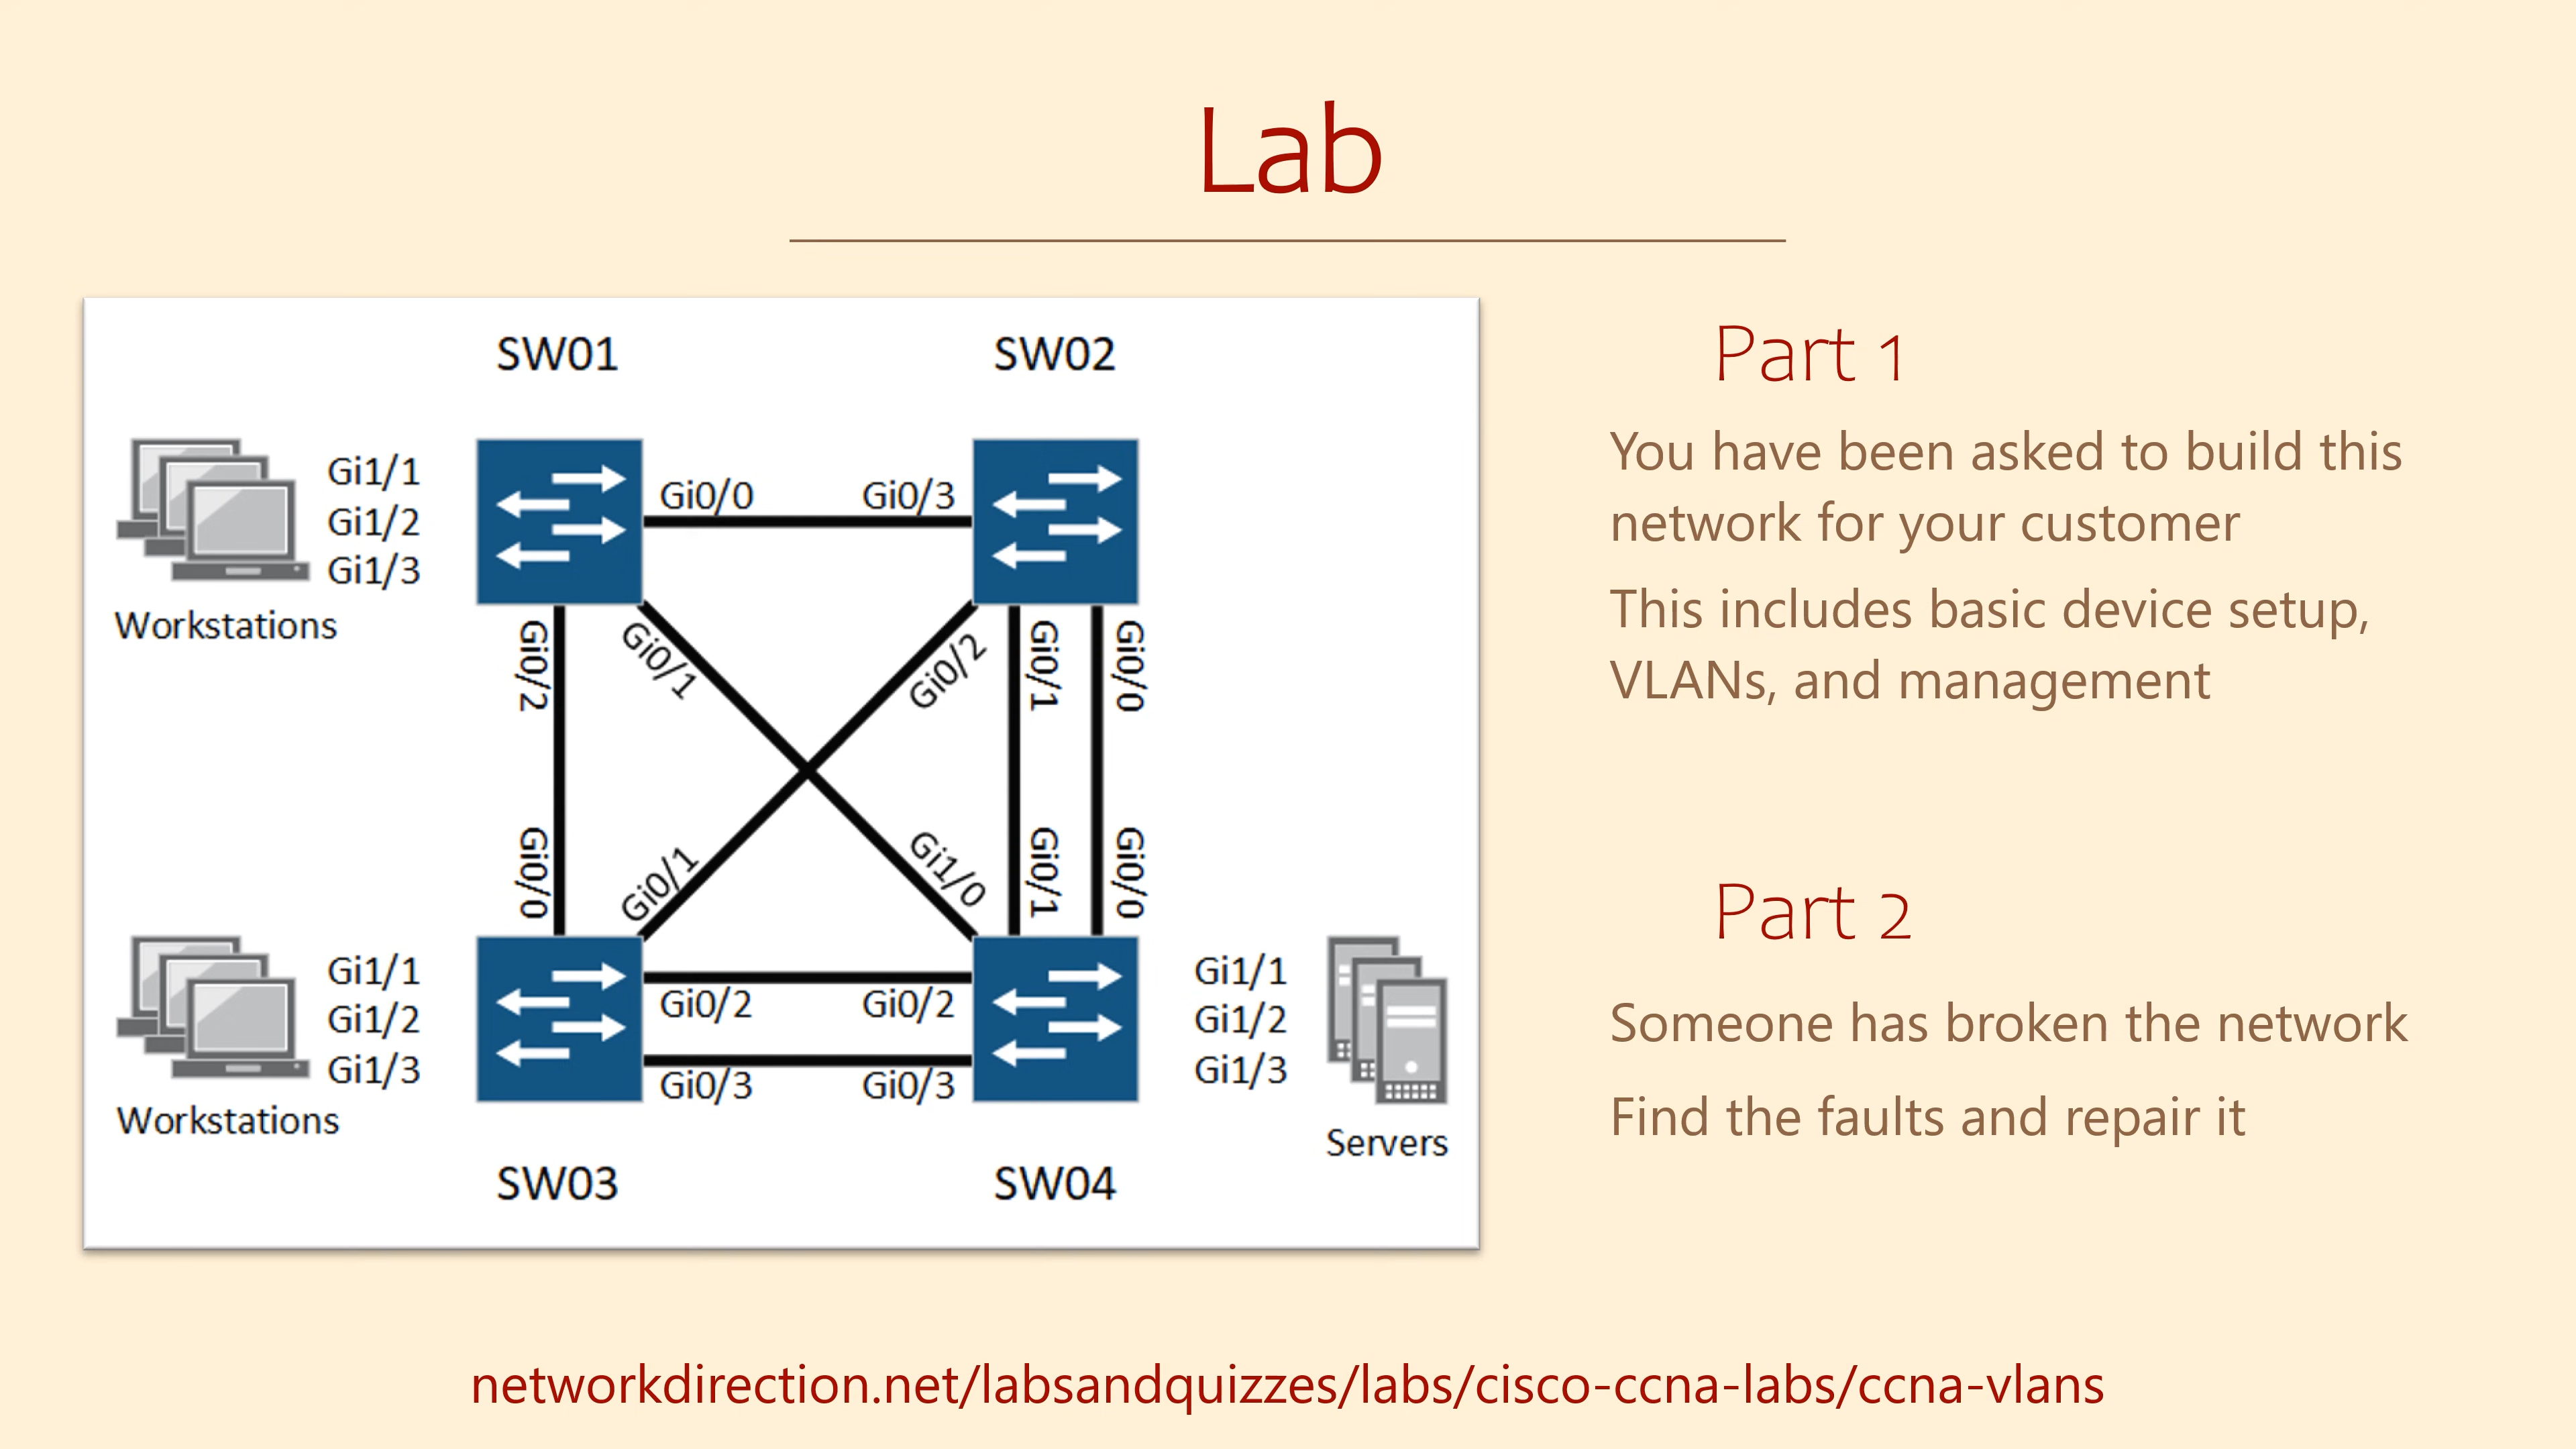 Lab
SW01
SW02
Gi1/1
Gi1/2
Gi1/3
Workstations
Gi0/0
Gi0/3
Gi0/2
Gi0/1
Gi0/2
Gi0/1
Gi0/0
Gi0/0
Gi0/1
Gi1/0
Gi0/1
Gi0/0
Gi1/1
Gi1/2
Gi1/3
Workstations
Gi0/2
Gi0/2
Gi0/3
Gi0/3
Gi1/1
Gi1/2
Gi1/3
Servers
SW03
SW04
Part 1
You have been asked to build this
network for your customer
This includes basic device setup,
VLANs, and management
Part 2
Someone has broken the network
Find the faults and repair it
networkdirection.net/labsandquizzes/labs/cisco-ccna-labs/ccna-vlans